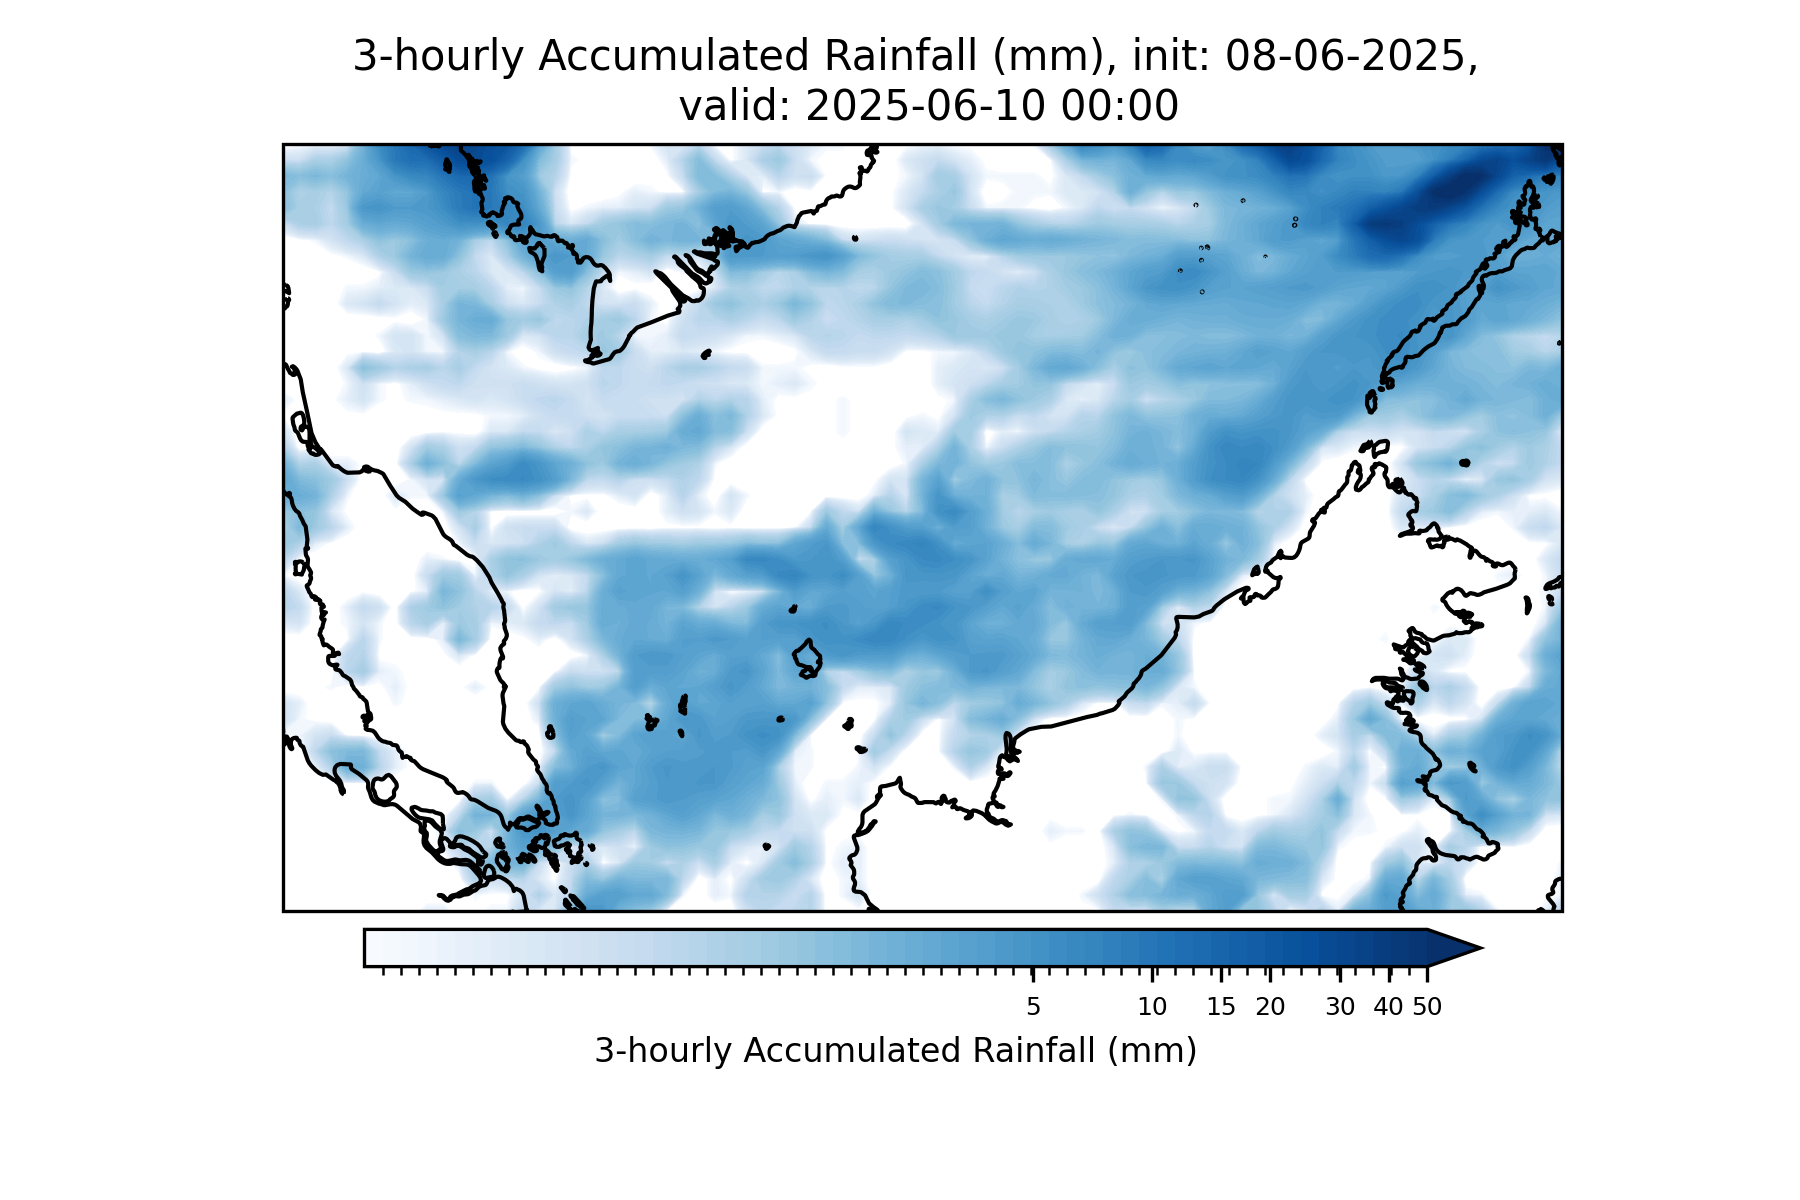 3-hourly Accumulated Rainfall (mm), init: 08-06-2025,
valid: 2025-06-10 00:00
5 10 15 20 30 40 50
3-hourly Accumulated Rainfall (mm)